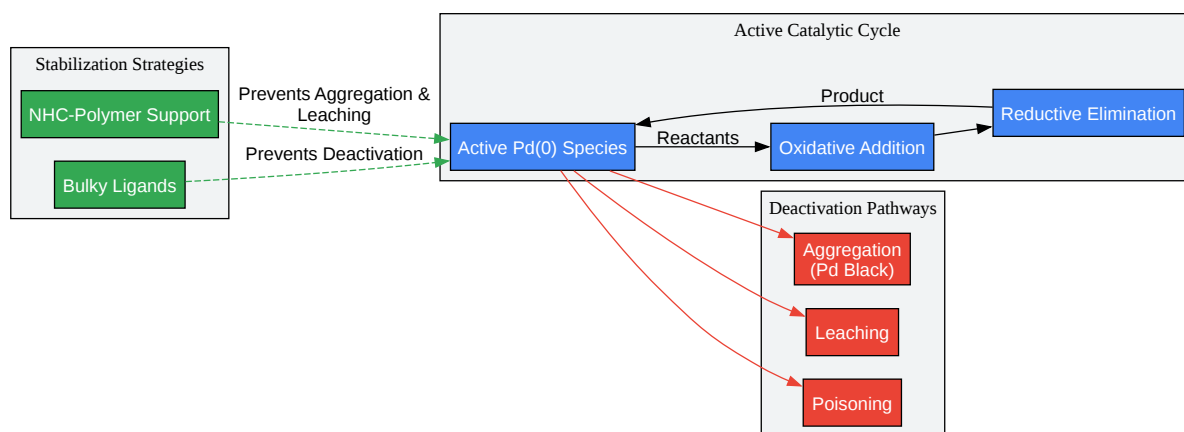 Active Catalytic Cycle
Stabilization Strategies
NHC-Polymer Support
Bulky Ligands
Prevents Aggregation &
Leaching
Prevents Deactivation
Active Pd(0) Species
Reactants
Product
Oxidative Addition
Reductive Elimination
Deactivation Pathways
Aggregation
(Pd Black)
Leaching
Poisoning